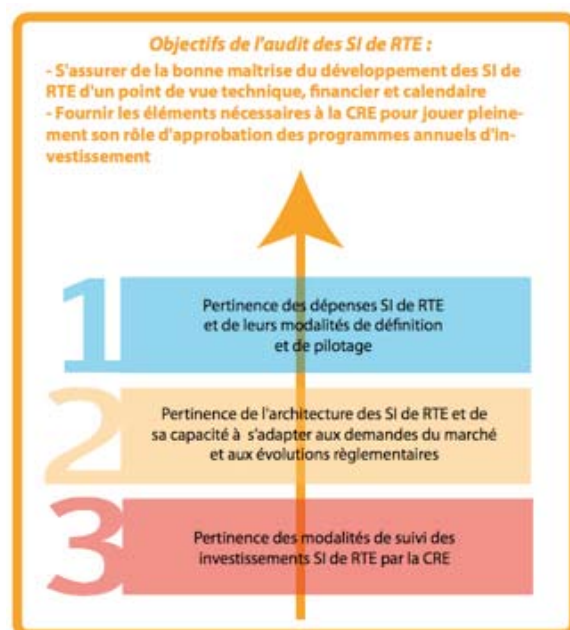 Objectifs de l'audit des SI de RTE :
- S'assurer de la bonne maîtrise du développement des SI de
RTE d'un point de vue technique, financier et calendaire
- Fournir les éléments nécessaires à la CRE pour jouer pleine-
ment son rôle d'approbation des programmes annuels d'in-
vestissement
1
Pertinence des dépenses SI de RTE
et de leurs modalités de définition
et de pilotage
2
Pertinence de l'architecture des SI de RTE et de
sa capacité à s'adapter aux demandes du marché
et aux évolutions règlementaires
3
Pertinence des modalités de suivi des
investissements SI de RTE par la CRE